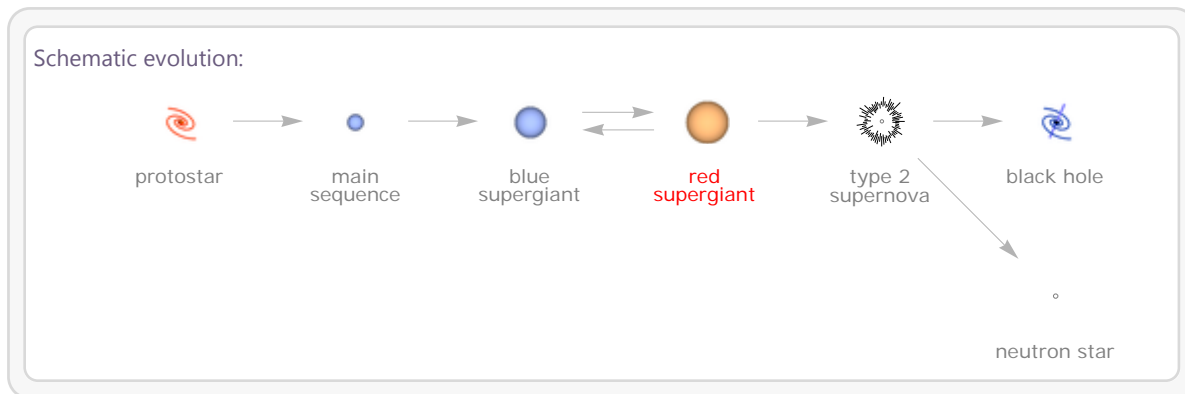 Schematic evolution:
protostar
main
sequence
blue
supergiant
red
supergiant
type 2
supernova
black hole
neutron star